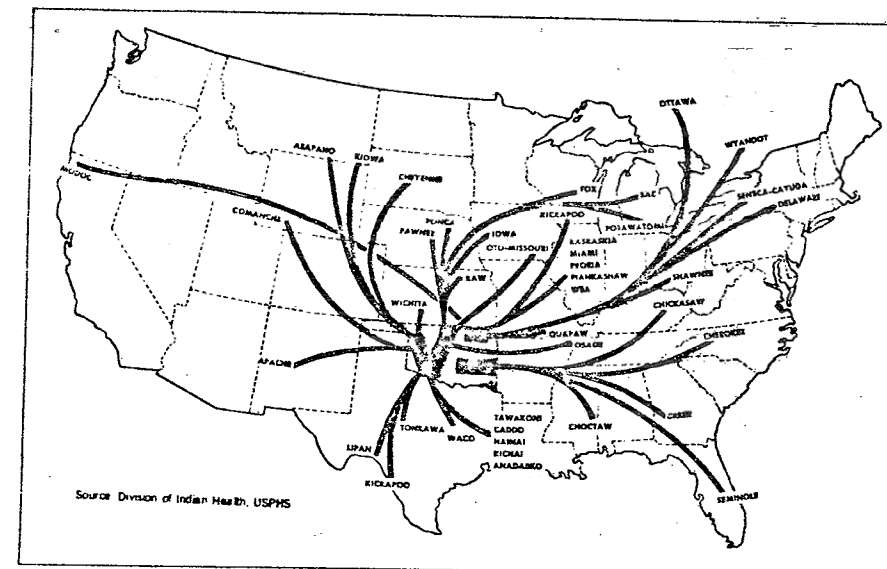 OTTAWA
WYANDOT
ARAPAHO
KIOWA
MODOC
CHEYENNE
FOX
SAC
SENECA-CAYUGA
DELAWARE
COMANCHE
PONCA
PAWNEE
KICKAPOO
POTAWATOMI
IOWA
OTO-MISSOURI
KASKASKIA
MIAMI
PEORIA
PIANKASHAW
WEA
KAW
SHAWNEE
WICHITA
CHICKASAW
QUAPAW
OSAGE
CHEROKEE
APACHE
CREEK
TONKAWA
WACO
TAWAKONI
CADDO
HAINAI
KICHAI
ANADARKO
CHOCTAW
LIPAN
KICKAPOO
SEMINOLE
Source Division of Indian Health, USPHS